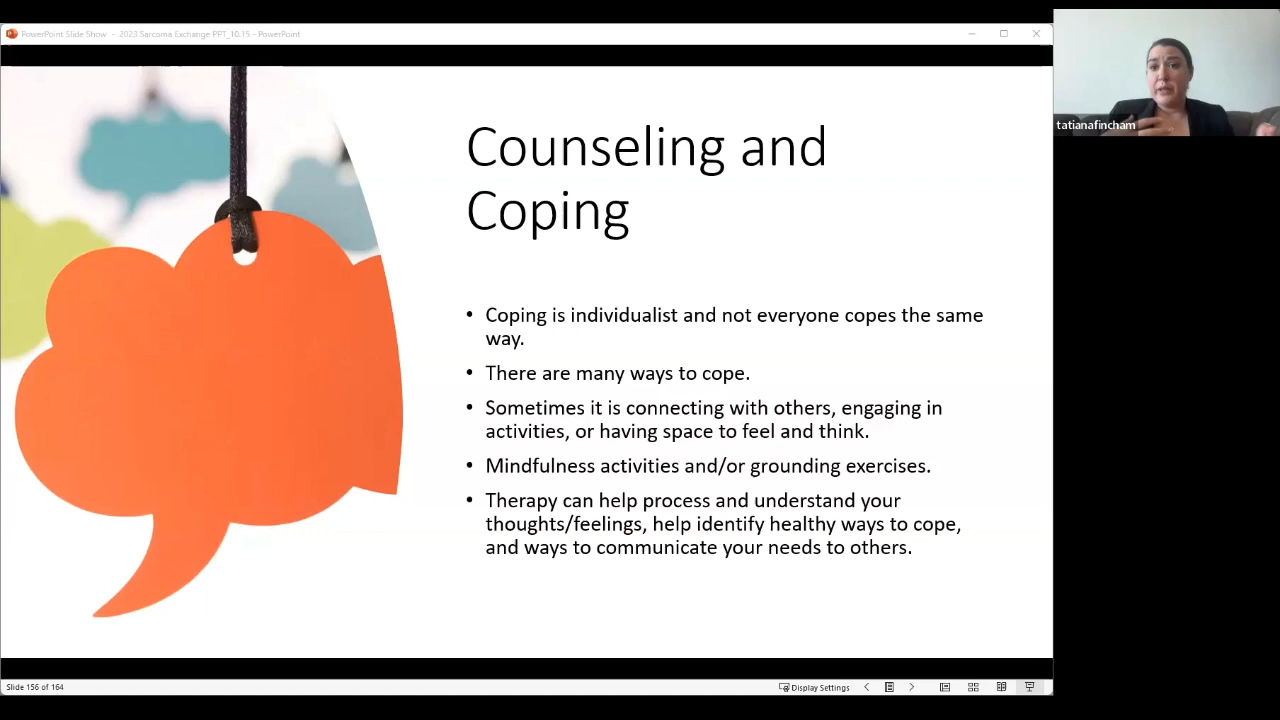 PowerPoint Slide Show - 2023 Sarcoma Exchange PPT_10.15 - PowerPoint
tatianafincham
Counseling and
Coping
• Coping is individualist and not everyone copes the same
way.
• There are many ways to cope.
• Sometimes it is connecting with others, engaging in
activities, or having space to feel and think.
• Mindfulness activities and/or grounding exercises.
• Therapy can help process and understand your
thoughts/feelings, help identify healthy ways to cope,
and ways to communicate your needs to others.
Slide 156 of 164
Display Settings